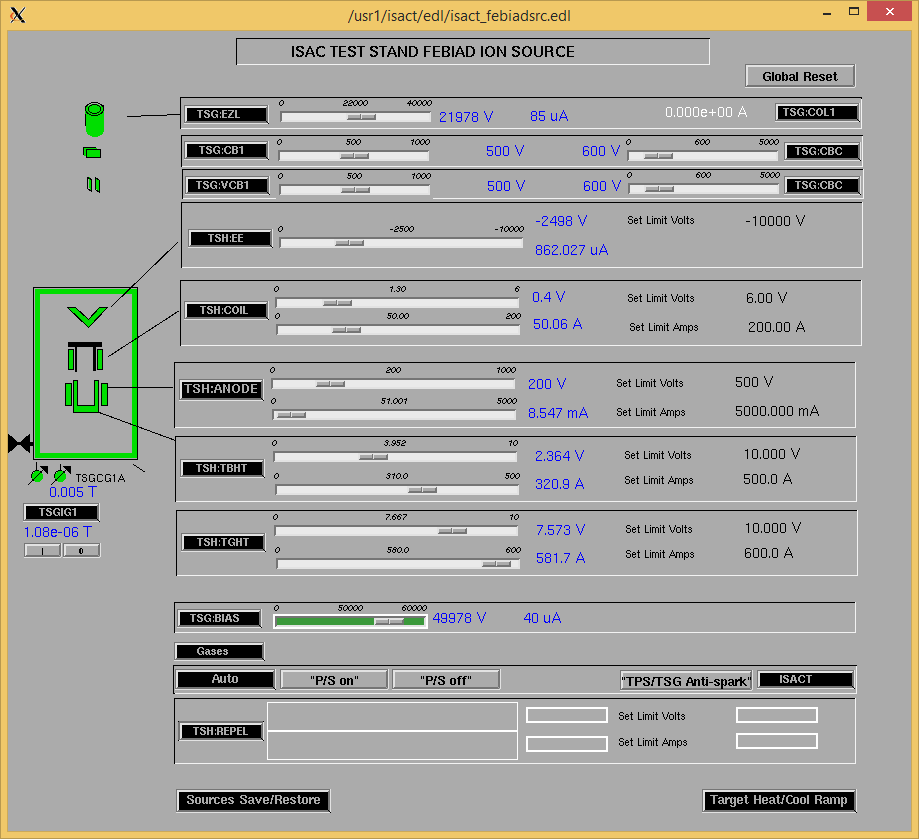 /usr1/isact/edl/isact_febiadsrc.edl
ISAC TEST STAND FEBIAD ION SOURCE
Global Reset
TSG:EZL 0 22000 40000 21978 V 85 uA 0.000e+00 A TSG:COL1
TSG:CB1 0 500 1000 500 V 600 V 0 600 5000 TSG:CBC
TSG:VCB1 0 500 1000 500 V 600 V 0 600 5000 TSG:CBC
TSH:EE 0 -2500 -10000 -2498 V Set Limit Volts -10000 V
862.027 uA
TSH:COIL 0 1.30 6 0.4 V Set Limit Volts 6.00 V
0 50.00 200 50.06 A Set Limit Amps 200.00 A
TSH:ANODE 0 200 1000 200 V Set Limit Volts 500 V
0 51.001 5000 8.547 mA Set Limit Amps 5000.000 mA
TSH:TBHT 0 3.952 10 2.364 V Set Limit Volts 10.000 V
0 310.0 500 320.9 A Set Limit Amps 500.0 A
TSGCG1A
0.005 T
TSGIG1
1.08e-06 T
I 0
TSH:TGHT 0 7.667 10 7.573 V Set Limit Volts 10.000 V
0 580.0 600 581.7 A Set Limit Amps 600.0 A
TSG:BIAS 0 50000 60000 49978 V 40 uA
Gases
Auto "P/S on" "P/S off" "TPS/TSG Anti-spark" ISACT
TSH:REPEL Set Limit Volts
Set Limit Amps
Sources Save/Restore Target Heat/Cool Ramp